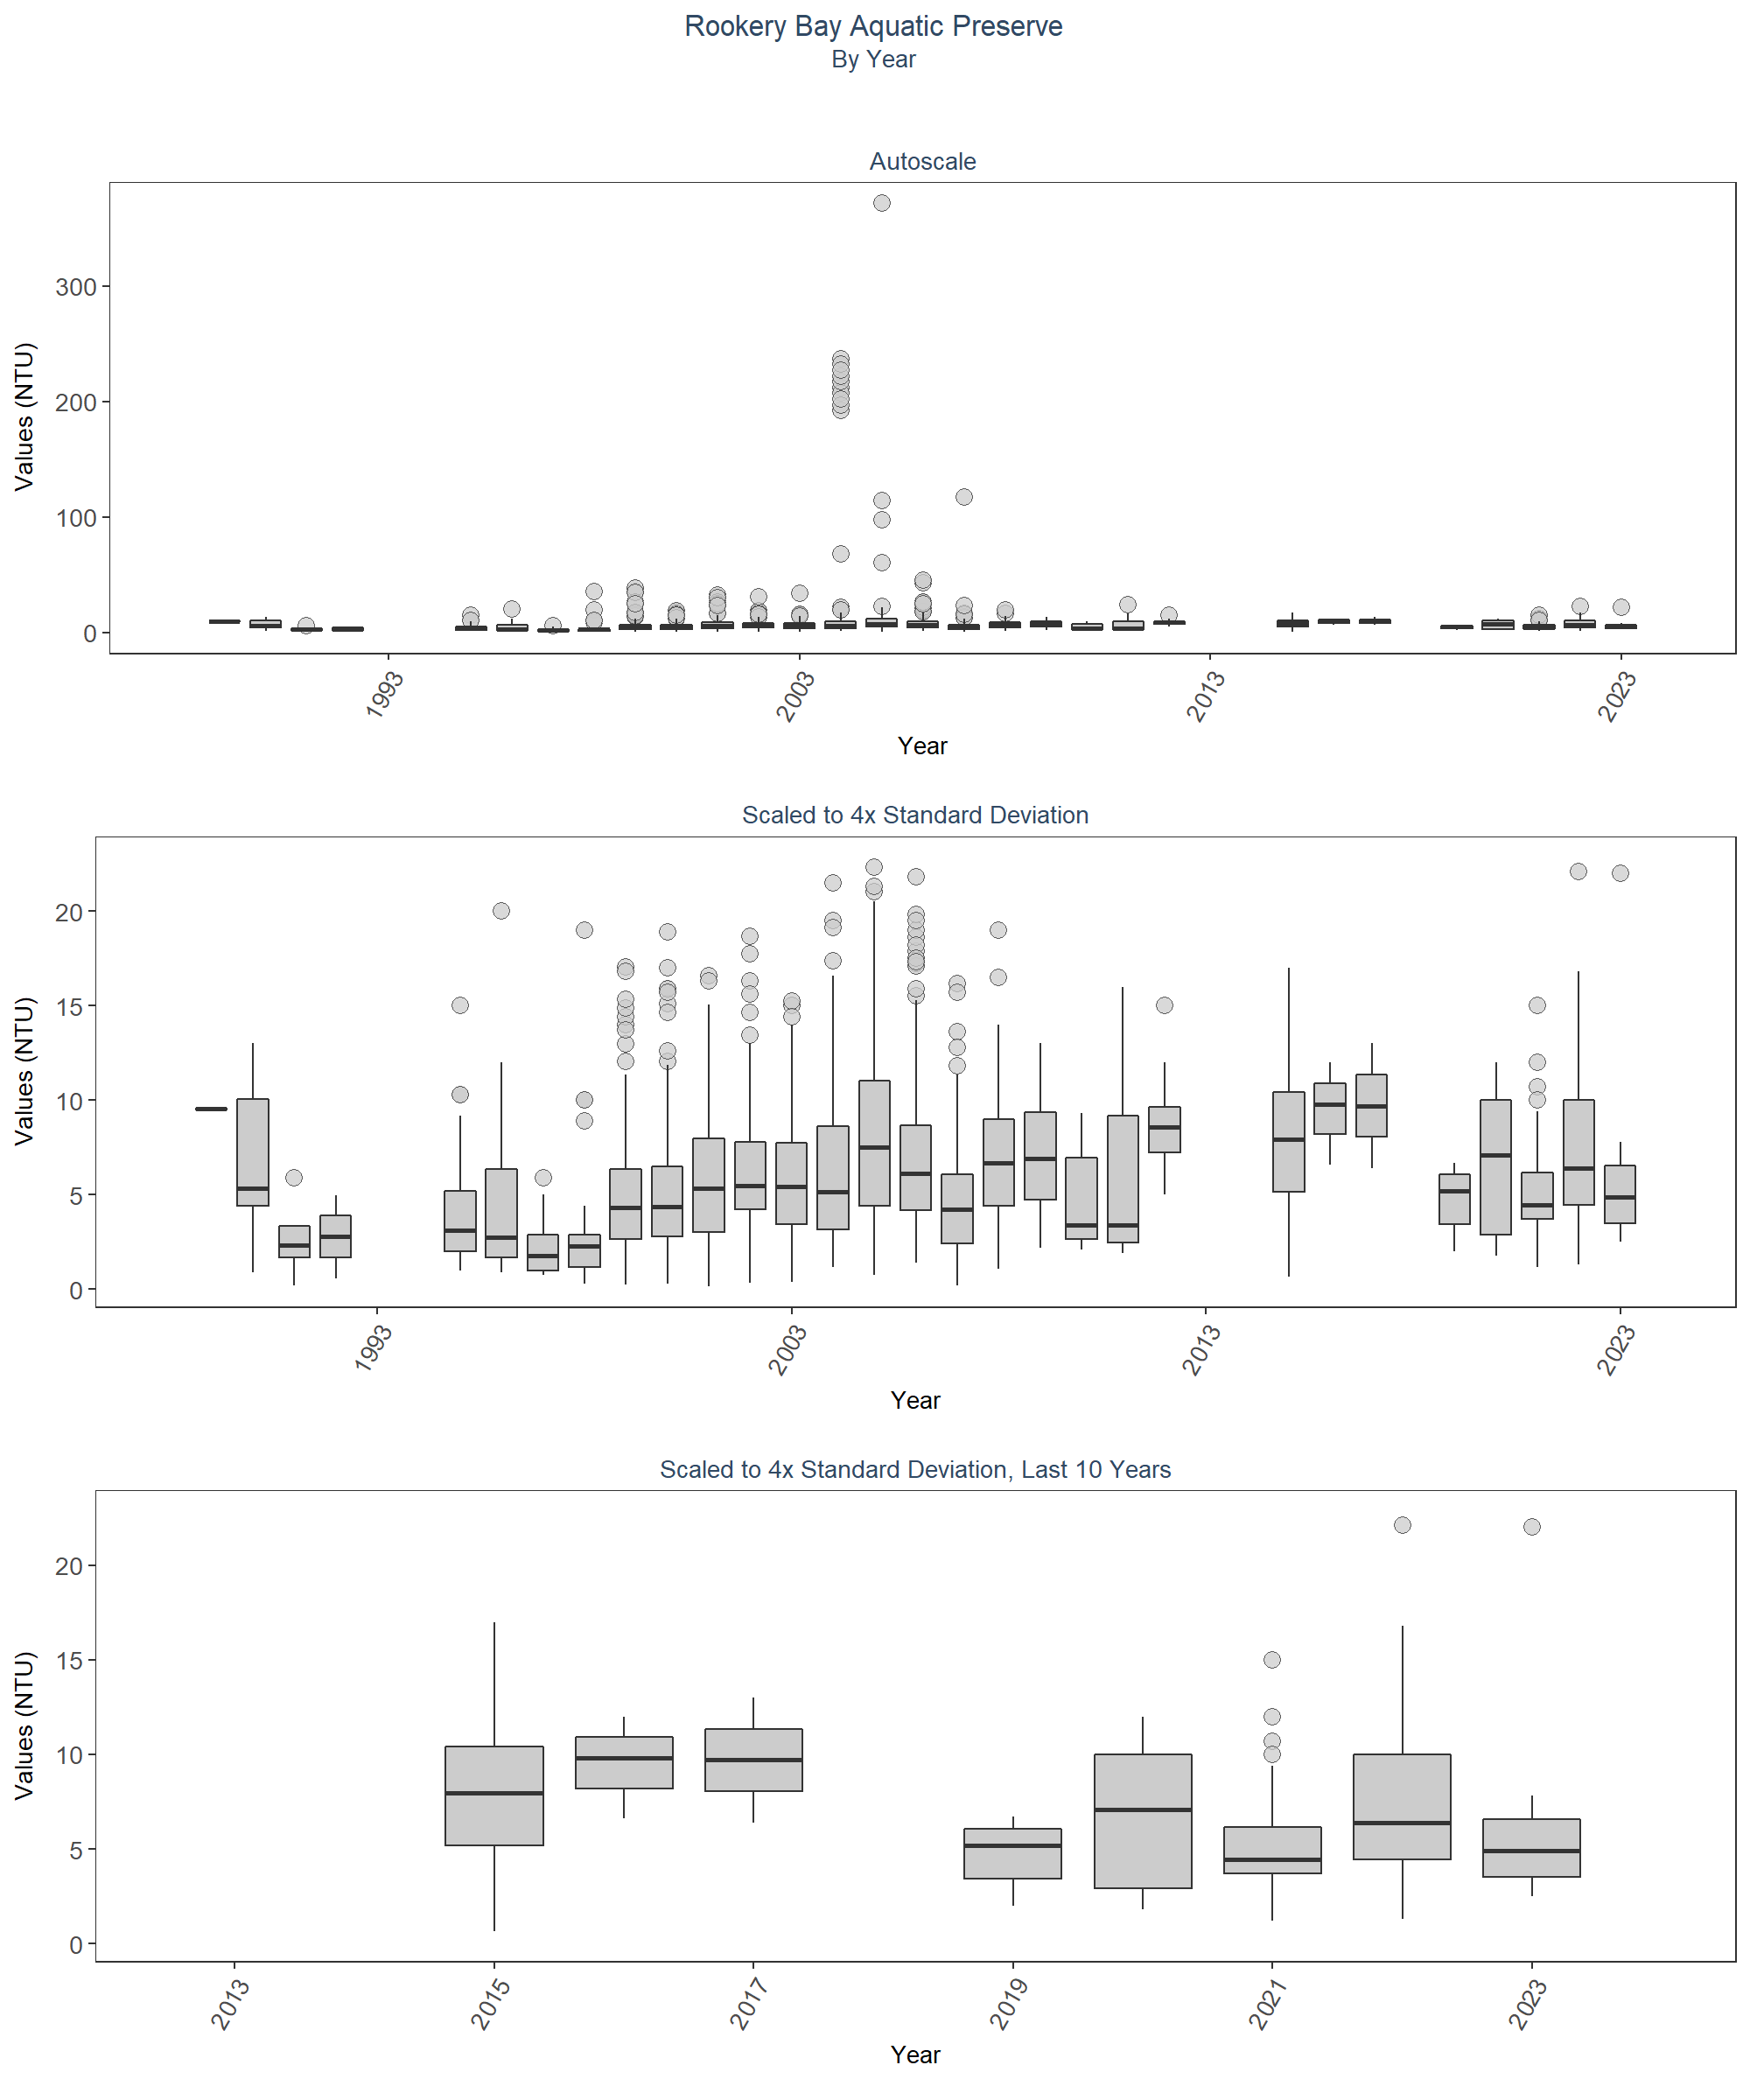 Rookery Bay Aquatic Preserve
By Year
Autoscale
Values (NTU)
300
200
100
0
1993 2003 2013 2023
Year
Scaled to 4x Standard Deviation
Values (NTU)
20
15
10
5
0
1993 2003 2013 2023
Year
Scaled to 4x Standard Deviation, Last 10 Years
Values (NTU)
20
15
10
5
0
2013 2015 2017 2019 2021 2023
Year